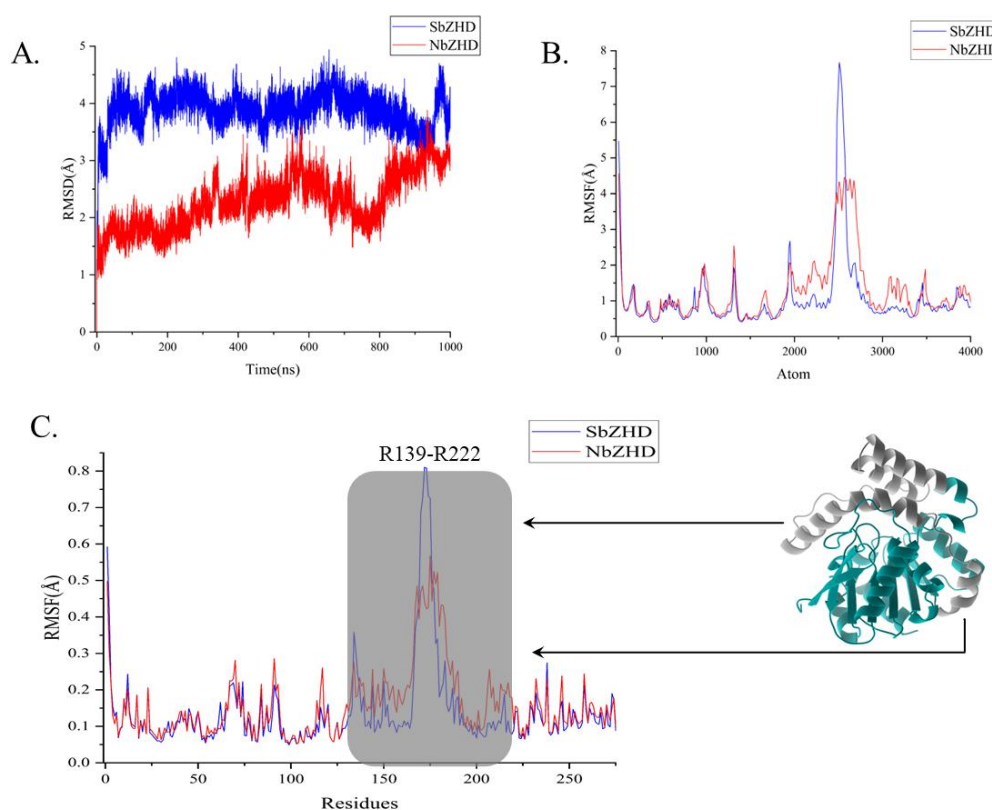 A.
SbZHD
NbZHD
5
4
3
2
1
0
RMSD(Å)
0
200
400
600
800
1000
Time(ns)
B.
SbZHD
NbZHD
8
7
6
5
4
3
2
1
0
RMSF(Å)
0
1000
2000
3000
4000
Atom
C.
SbZHD
NbZHD
R139-R222
0.8
0.7
0.6
0.5
0.4
0.3
0.2
0.1
0.0
RMSF(Å)
0
50
100
150
200
250
Residues